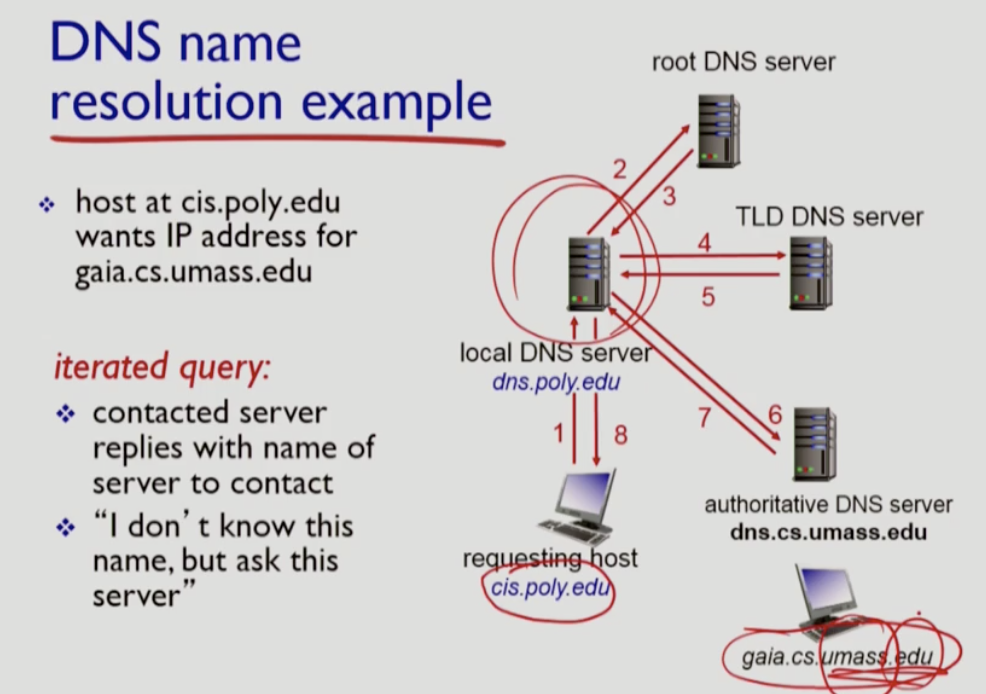 DNS name
resolution example
❖ host at cis.poly.edu
wants IP address for
gaia.cs.umass.edu
iterated query:
❖ contacted server
replies with name of
server to contact
❖ “I don’t know this
name, but ask this
server”
root DNS server
2
3
TLD DNS server
4
5
local DNS server
dns.poly.edu
7
6
1
8
authoritative DNS server
dns.cs.umass.edu
requesting host
cis.poly.edu
gaia.cs.umass.edu